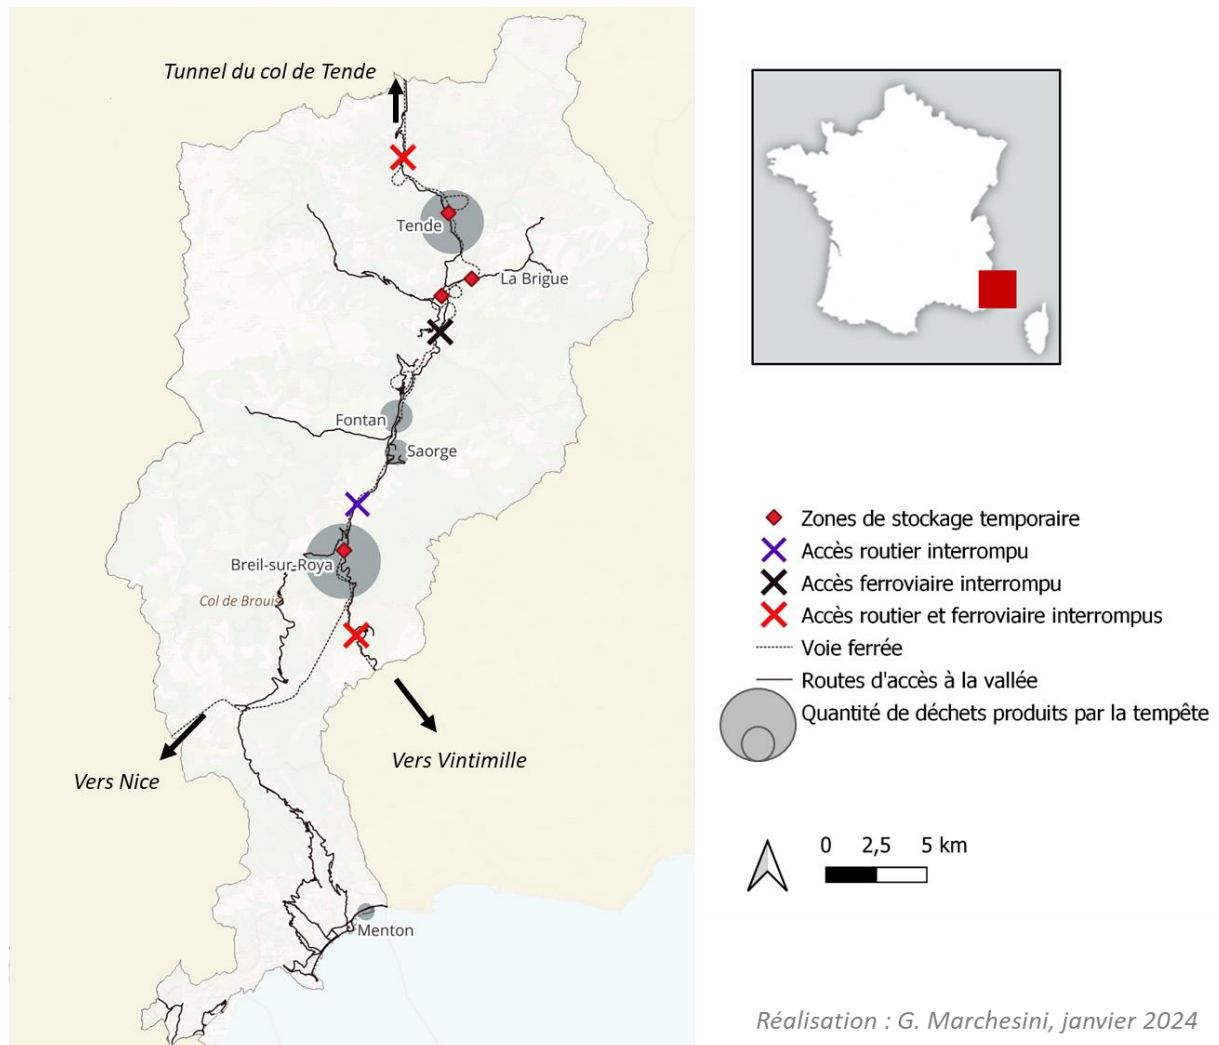 Tunnel du col de Tende
Tende
La Brigue
Fontan
Saorge
Breil-sur-Roya
Col de Brouis
Vers Nice
Vers Vintimille
Menton
Zones de stockage temporaire
Accès routier interrompu
Accès ferroviaire interrompu
Accès routier et ferroviaire interrompus
Voie ferrée
Routes d'accès à la vallée
Quantité de déchets produits par la tempête
0 2,5 5 km
Réalisation : G. Marchesini, janvier 2024